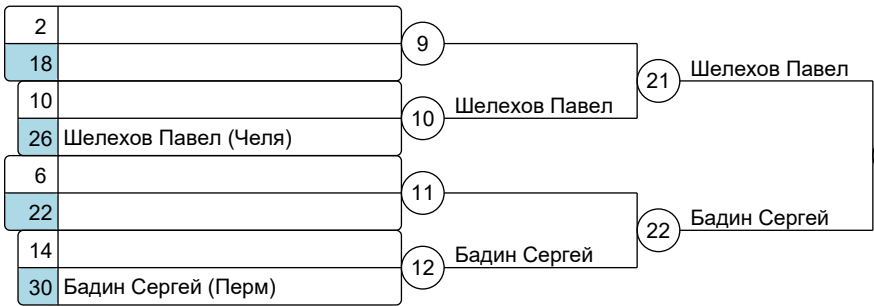 2
18
9
10
26 Шелехов Павел (Челя)
10 Шелехов Павел
21 Шелехов Павел
6
22
11
14
30 Бадин Сергей (Перм)
12 Бадин Сергей
22 Бадин Сергей